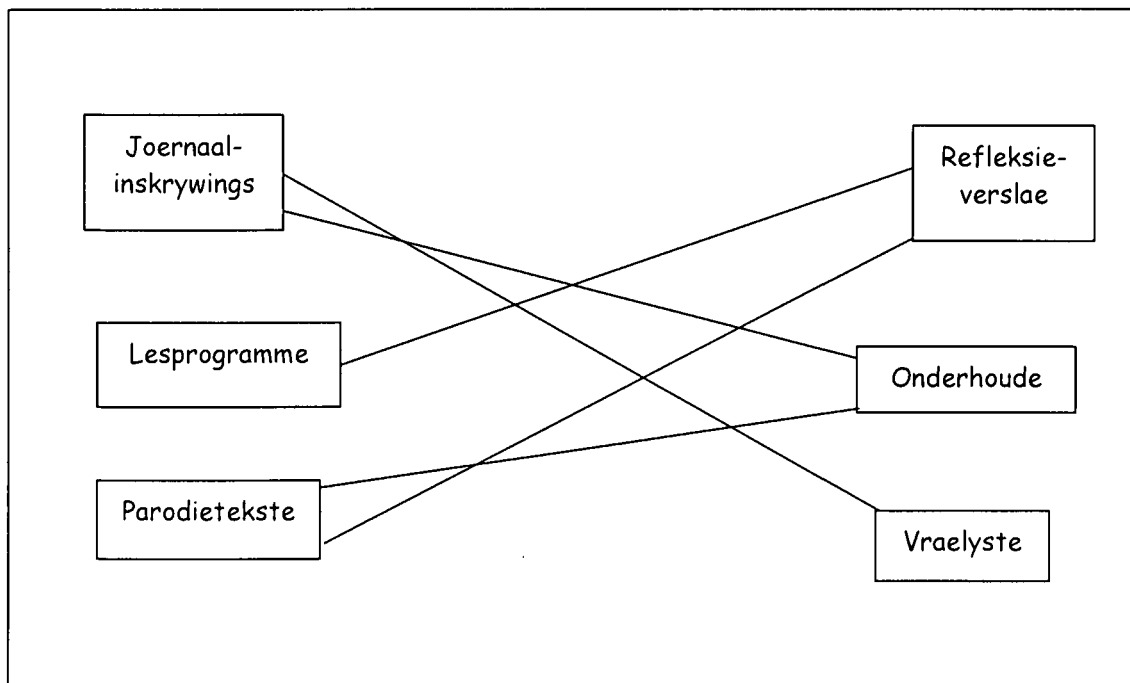 Joernaal-
inskrywings
Refleksie-
verslae
Lesprogramme
Onderhoude
Parodietekste
Vraelyste